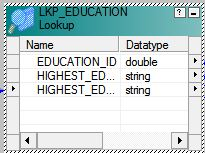 LKP_EDUCATION
Lookup
Name Datatype
EDUCATION_ID double
HIGHEST_ED... string
HIGHEST_ED... string